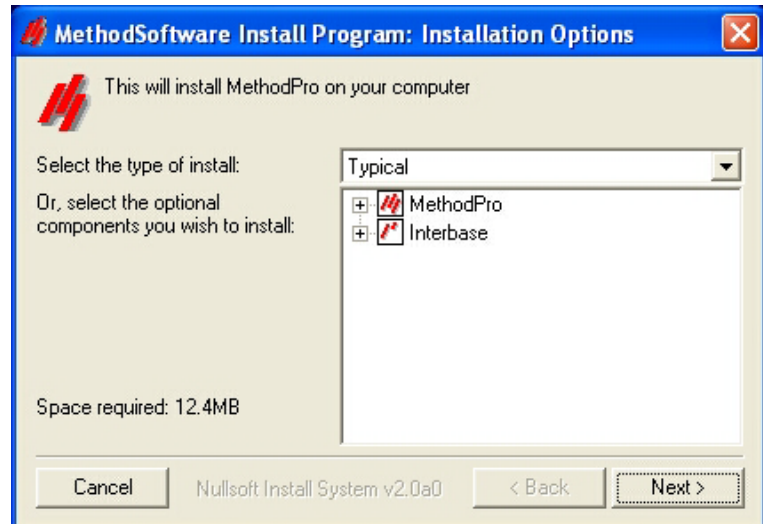 MethodSoftware Install Program: Installation Options
This will install MethodPro on your computer
Select the type of install:
Typical
Or, select the optional
components you wish to install:
MethodPro
Interbase
Space required: 12.4MB
Cancel
Nullsoft Install System v2.0a0
< Back
Next >